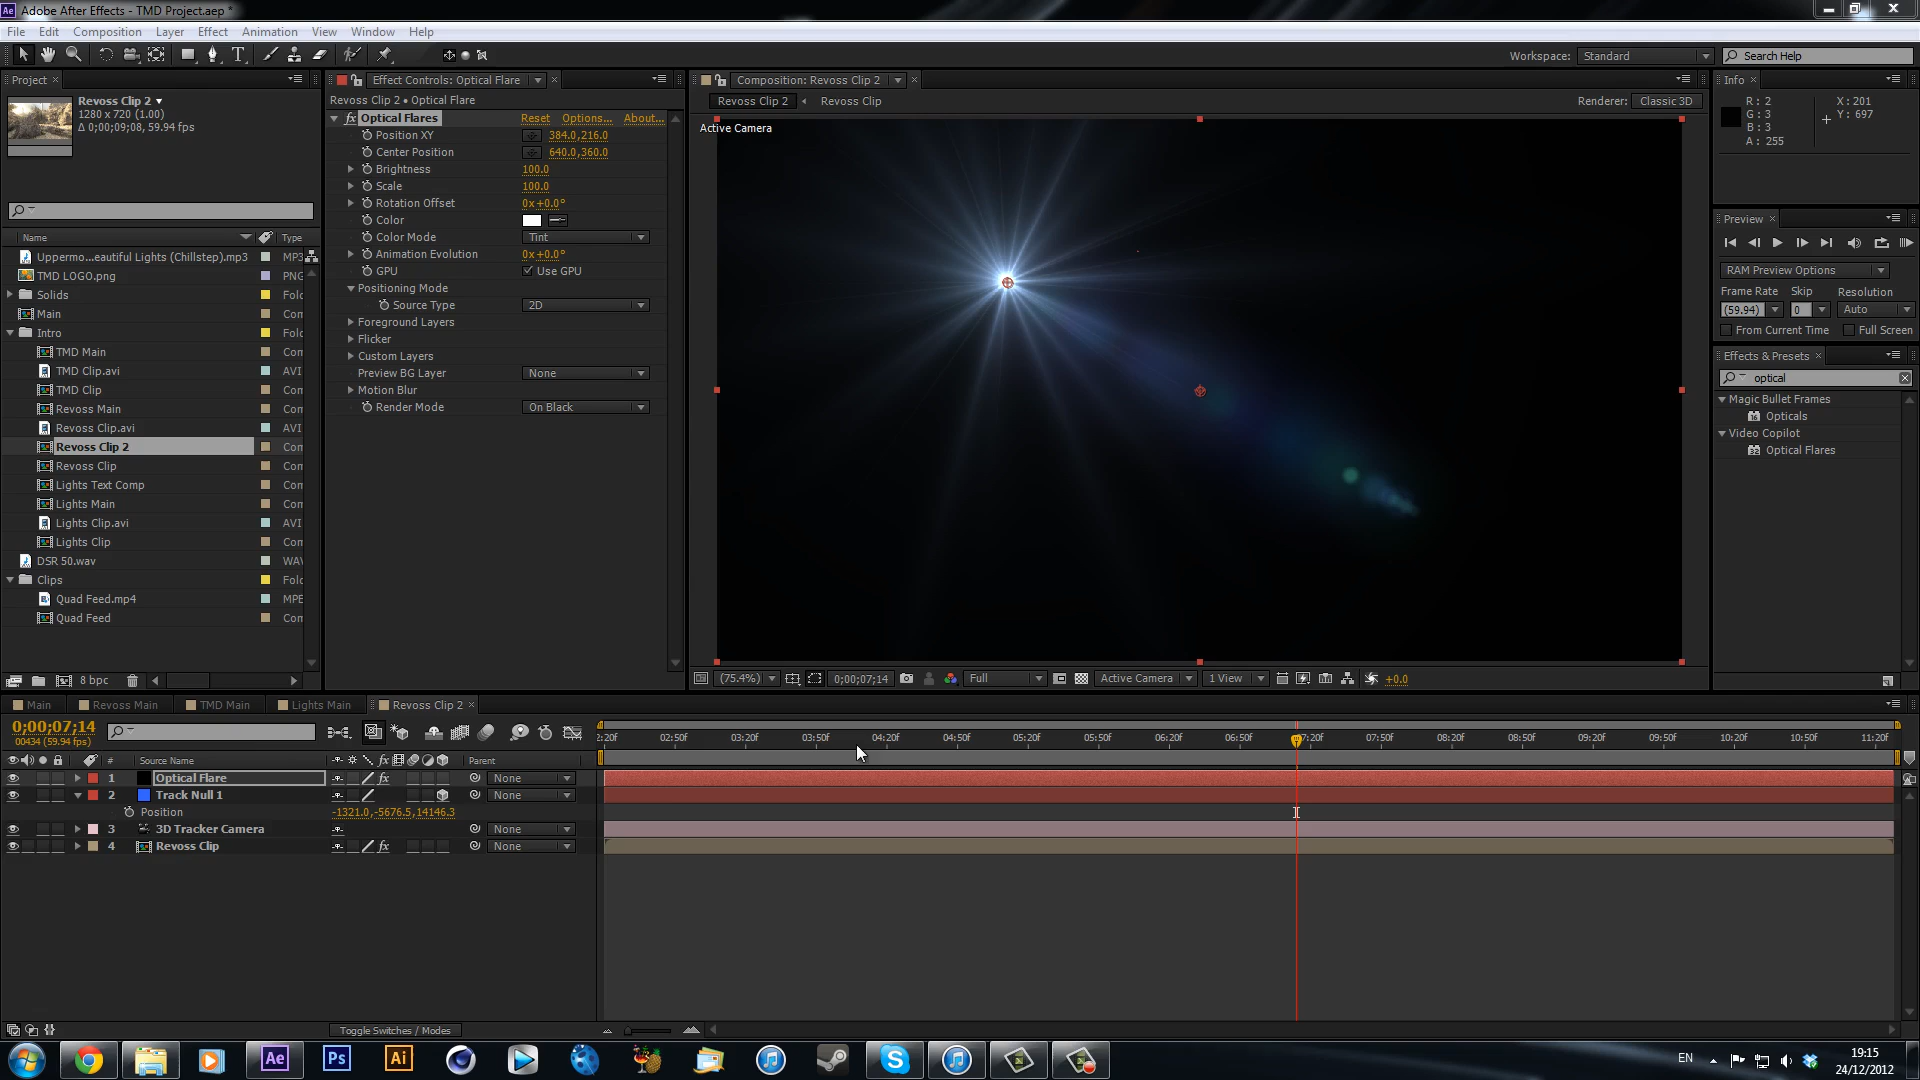 Adobe After Effects - TMD Project.aep *
File Edit Composition Layer Effect Animation View Window Help
Workspace: Standard Search Help
Project
Revoss Clip 2
1280 x 720 (1.00)
Δ 0;00;09;08, 59.94 fps
Name Type
Uppermo...eautiful Lights (Chillstep).mp3 MP3
TMD LOGO.png PNG
Solids Folc
Main Con
Intro Folc
TMD Main Con
TMD Clip.avi AVI
TMD Clip Con
Revoss Main Con
Revoss Clip.avi AVI
Revoss Clip 2 Con
Revoss Clip Con
Lights Text Comp Con
Lights Main Con
Lights Clip.avi AVI
Lights Clip Con
DSR 50.wav WA
Clips Folc
Quad Feed.mp4 MPE
Quad Feed Con
8 bpc
Effect Controls: Optical Flare
Revoss Clip 2 • Optical Flare
fx Optical Flares Reset Options... About...
Position XY 384.0,216.0
Center Position 640.0,360.0
Brightness 100.0
Scale 100.0
Rotation Offset 0x+0.0°
Color
Color Mode Tint
Animation Evolution 0x+0.0°
GPU Use GPU
Positioning Mode
Source Type 2D
Foreground Layers
Flicker
Custom Layers
Preview BG Layer None
Motion Blur
Render Mode On Black
Composition: Revoss Clip 2
Revoss Clip 2 Revoss Clip Renderer: Classic 3D
Active Camera
(75.4%) 0;00;07;14 Full Active Camera 1 View +0.0
Info
R: 2 X: 201
G: 3 Y: 697
B: 3
A: 255
Preview
RAM Preview Options
Frame Rate Skip Resolution
(59.94) 0 Auto
From Current Time Full Screen
Effects & Presets
optical
Magic Bullet Frames
Opticals
Video Copilot
Optical Flares
Main Revoss Main TMD Main Lights Main Revoss Clip 2
0;00;07;14
00434 (59.94 fps)
2:20f 02:50f 03:20f 03:50f 04:20f 04:50f 05:20f 05:50f 06:20f 06:50f 07:20f 07:50f 08:20f 08:50f 09:20f 09:50f 10:20f 10:50f 11:20f
# Source Name Parent
1 Optical Flare fx None
2 Track Null 1 None
Position -1321.0,-5676.5,14146.3
3 3D Tracker Camera None
4 Revoss Clip fx None
Toggle Switches / Modes
Ae Ps Ai
EN 19:15
24/12/2012